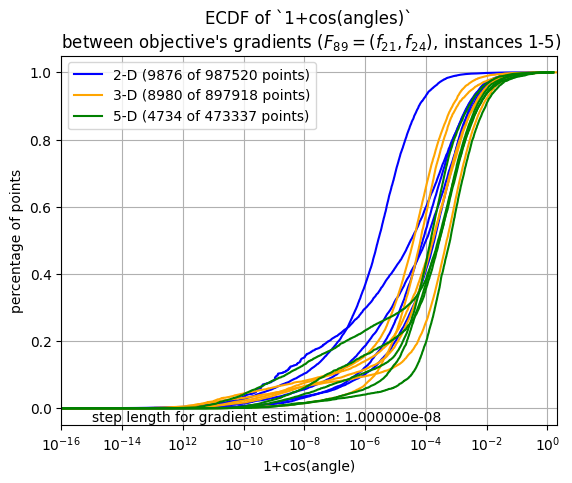 ECDF of `1+cos(angles)`
between objective's gradients (F₈₉ = (f₂₁, f₂₄), instances 1-5)
1.0
0.8
0.6
0.4
0.2
0.0
percentage of points
2-D (9876 of 987520 points)
3-D (8980 of 897918 points)
5-D (4734 of 473337 points)
step length for gradient estimation: 1.000000e-08
10⁻¹⁶ 10⁻¹⁴ 10⁻¹² 10⁻¹⁰ 10⁻⁸ 10⁻⁶ 10⁻⁴ 10⁻² 10⁰
1+cos(angle)